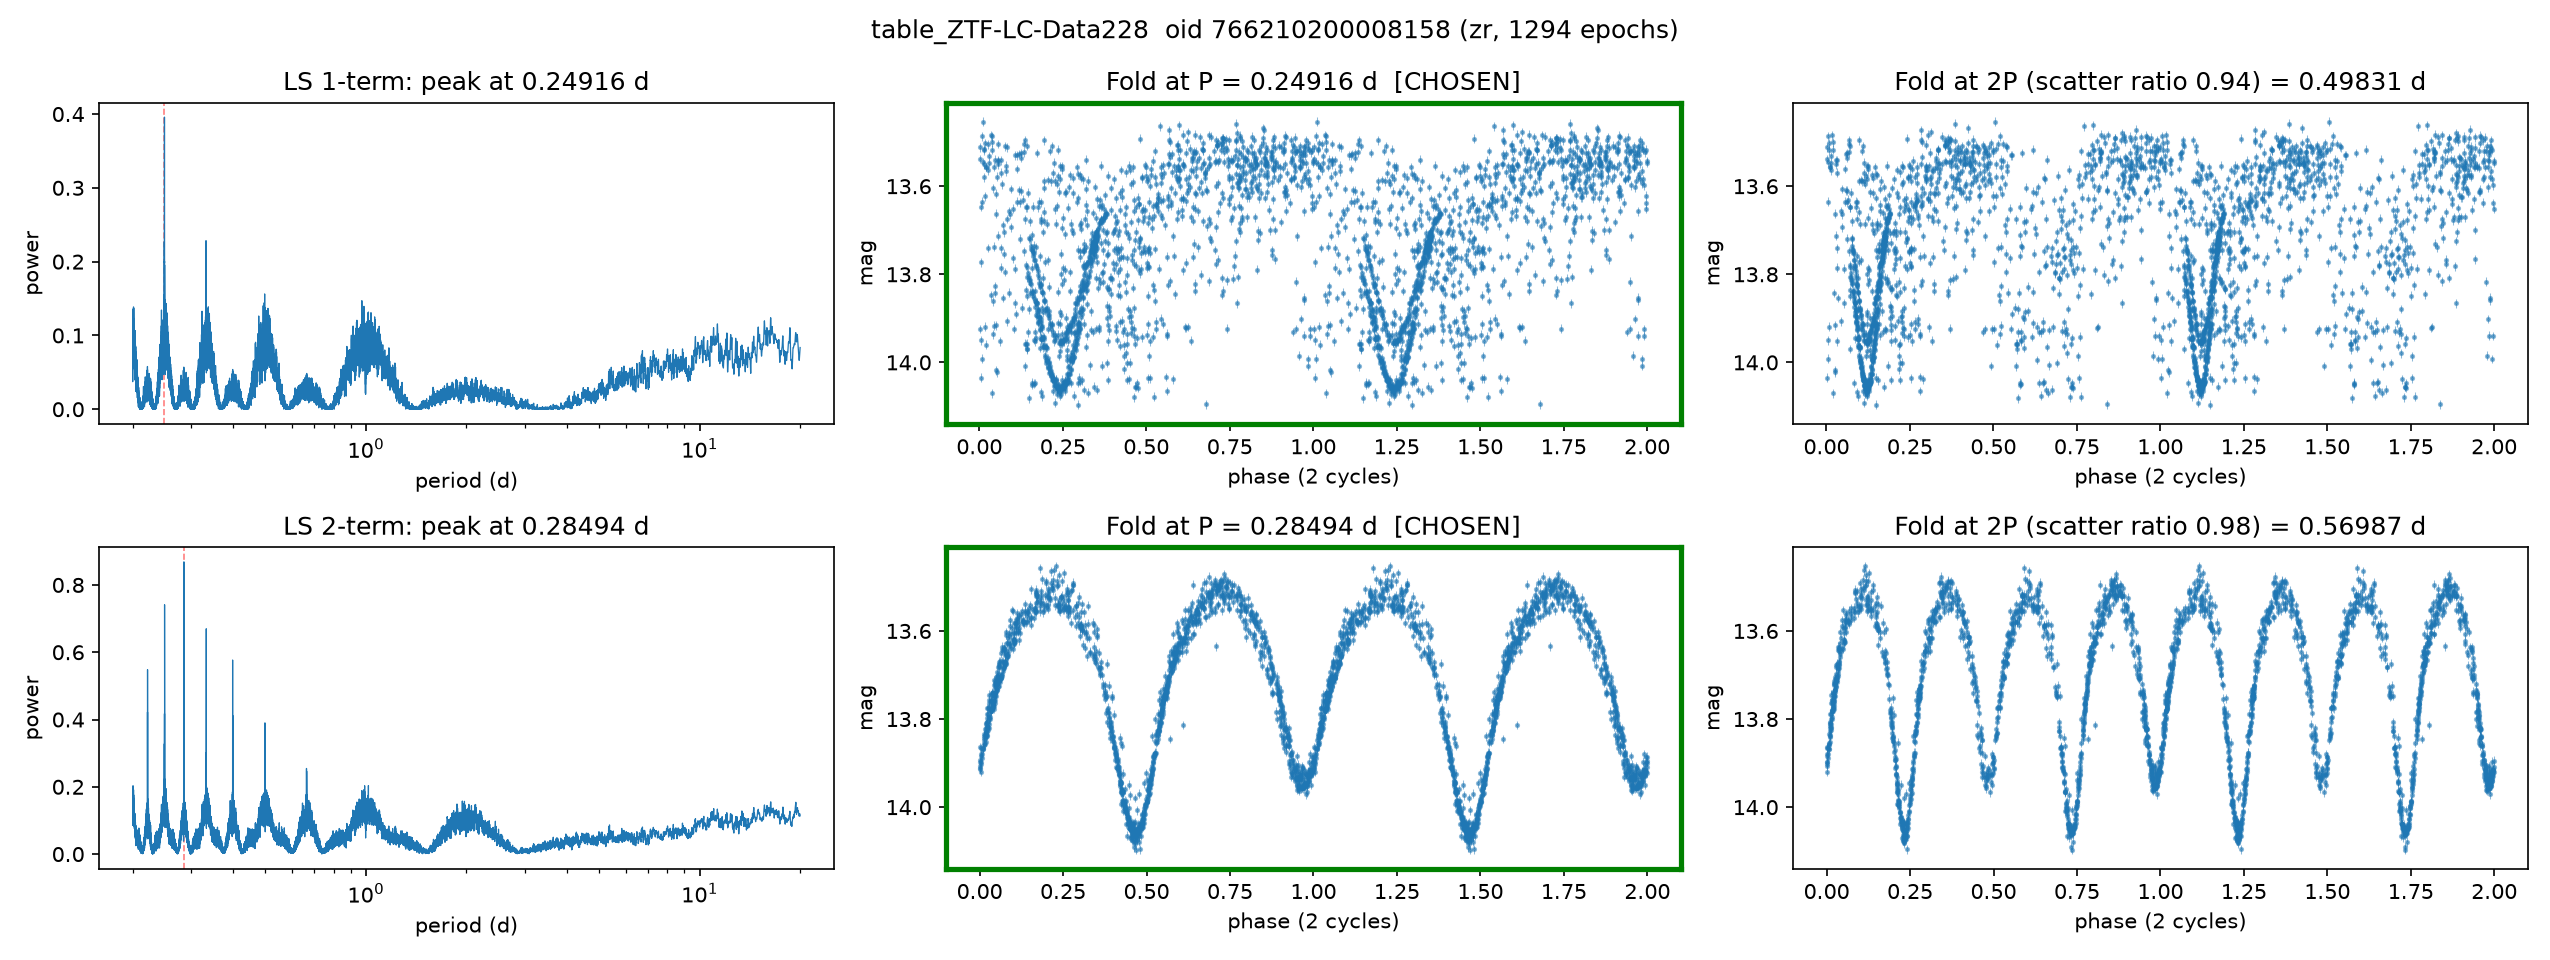 table_ZTF-LC-Data228  oid 766210200008158 (zr, 1294 epochs)
LS 1-term: peak at 0.24916 d
power
0.4
0.3
0.2
0.1
0.0
10⁰
10¹
period (d)
Fold at P = 0.24916 d  [CHOSEN]
mag
13.6
13.8
14.0
0.00 0.25 0.50 0.75 1.00 1.25 1.50 1.75 2.00
phase (2 cycles)
Fold at 2P (scatter ratio 0.94) = 0.49831 d
mag
13.6
13.8
14.0
0.00 0.25 0.50 0.75 1.00 1.25 1.50 1.75 2.00
phase (2 cycles)
LS 2-term: peak at 0.28494 d
power
0.8
0.6
0.4
0.2
0.0
10⁰
10¹
period (d)
Fold at P = 0.28494 d  [CHOSEN]
mag
13.6
13.8
14.0
0.00 0.25 0.50 0.75 1.00 1.25 1.50 1.75 2.00
phase (2 cycles)
Fold at 2P (scatter ratio 0.98) = 0.56987 d
mag
13.6
13.8
14.0
0.00 0.25 0.50 0.75 1.00 1.25 1.50 1.75 2.00
phase (2 cycles)